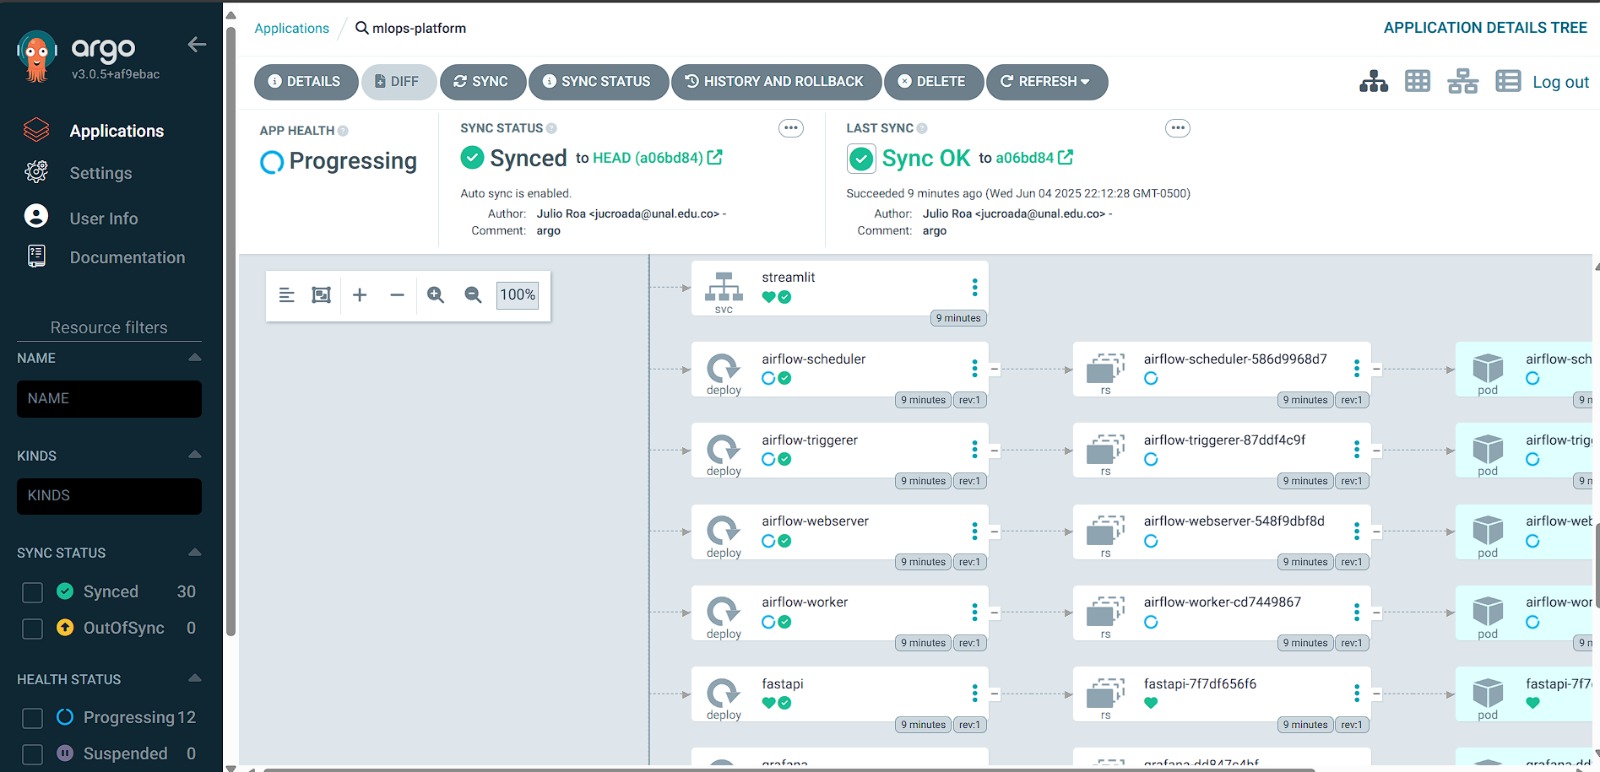 argo
v3.0.5+af9ebac
Applications
Settings
User Info
Documentation
Resource filters
NAME
NAME
KINDS
KINDS
SYNC STATUS
Synced 30
OutOfSync 0
HEALTH STATUS
Progressing 12
Suspended 0
Applications / mlops-platform
APPLICATION DETAILS TREE
DETAILS DIFF SYNC SYNC STATUS HISTORY AND ROLLBACK DELETE REFRESH
Log out
APP HEALTH
Progressing
SYNC STATUS
Synced to HEAD (a06bd84)
Auto sync is enabled.
Author: Julio Roa <jucroada@unal.edu.co> -
Comment: argo
LAST SYNC
Sync OK to a06bd84
Succeeded 9 minutes ago (Wed Jun 04 2025 22:12:28 GMT-0500)
Author: Julio Roa <jucroada@unal.edu.co> -
Comment: argo
100%
streamlit
svc
9 minutes
airflow-scheduler
deploy
9 minutes rev:1
airflow-scheduler-586d9968d7
rs
9 minutes rev:1
airflow-sch
pod
9 m
airflow-triggerer
deploy
9 minutes rev:1
airflow-triggerer-87ddf4c9f
rs
9 minutes rev:1
airflow-trig
pod
9 m
airflow-webserver
deploy
9 minutes rev:1
airflow-webserver-548f9dbf8d
rs
9 minutes rev:1
airflow-web
pod
9 m
airflow-worker
deploy
9 minutes rev:1
airflow-worker-cd7449867
rs
9 minutes rev:1
airflow-wor
pod
9 m
fastapi
deploy
9 minutes rev:1
fastapi-7f7df656f6
rs
9 minutes rev:1
fastapi-7f7
pod
9 m
grafana
grafana-dd847c4bf